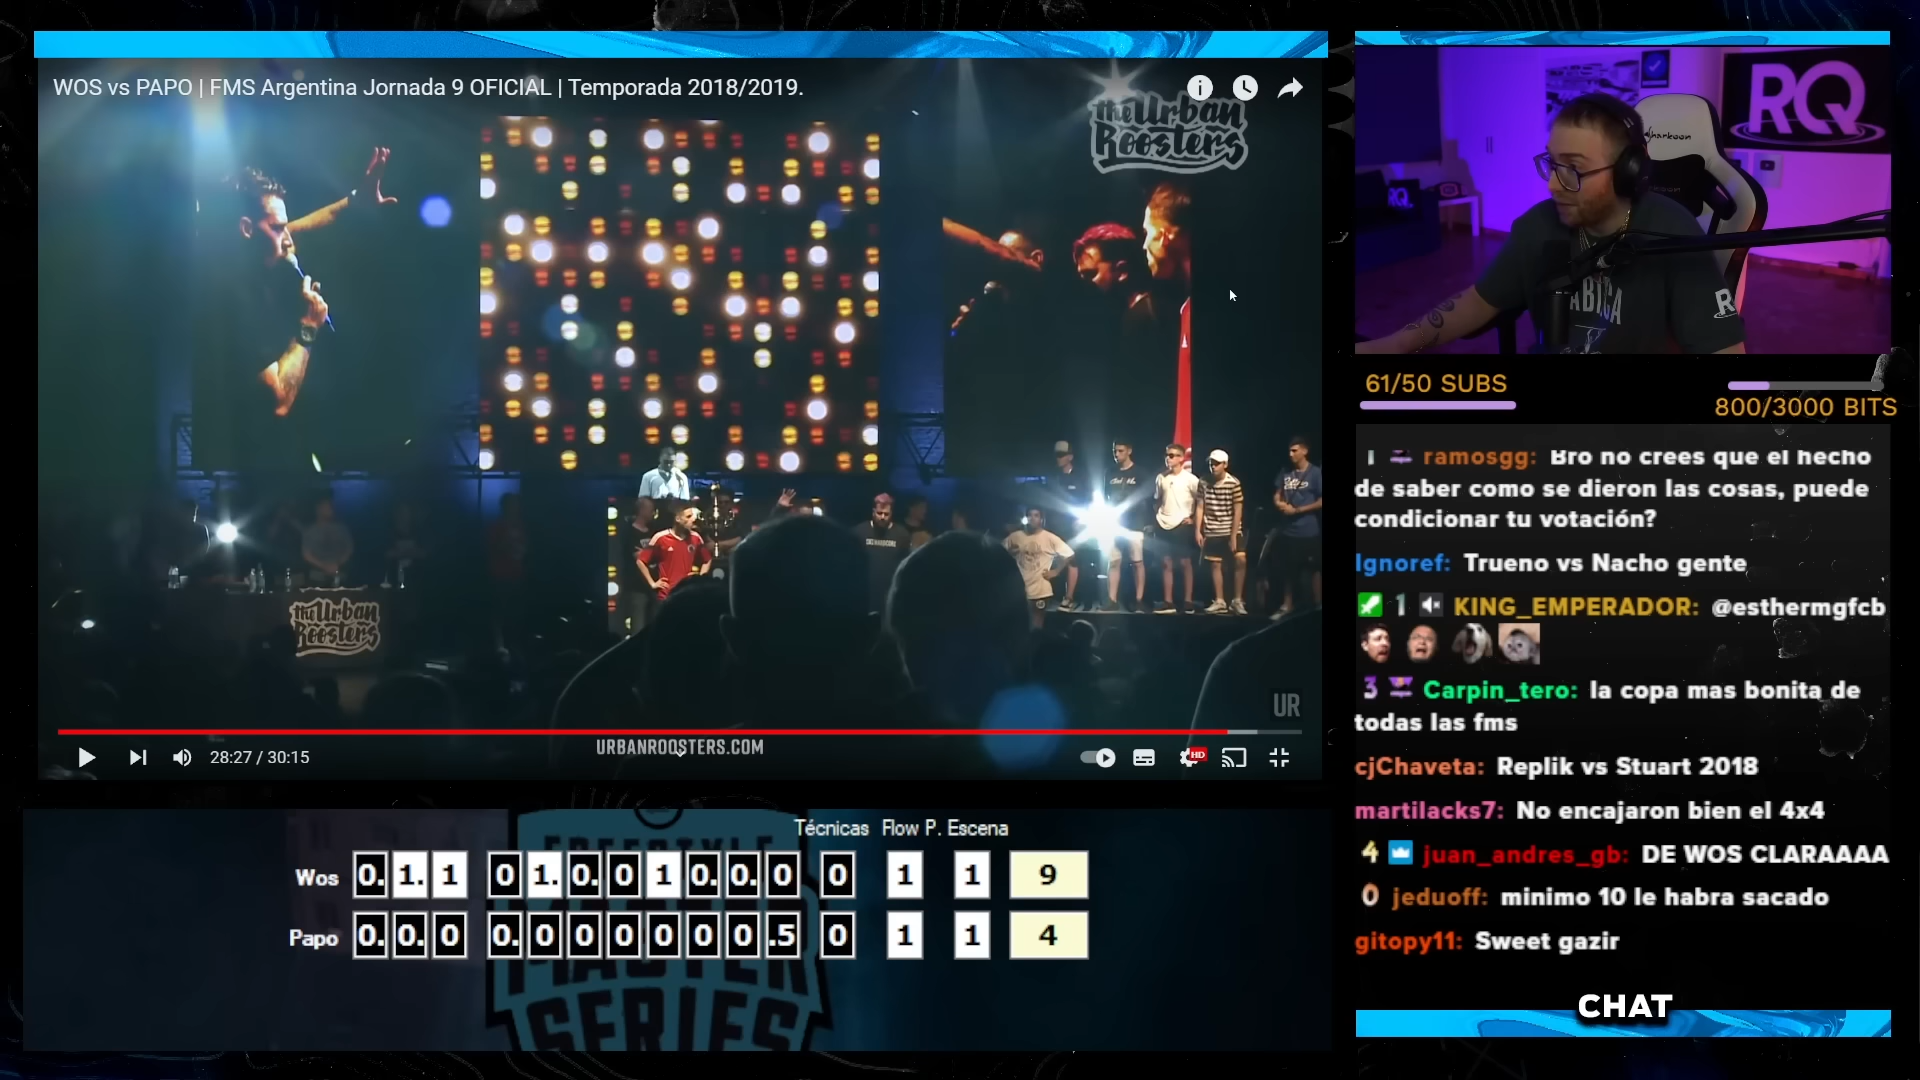 WOS vs PAPO | FMS Argentina Jornada 9 OFICIAL | Temporada 2018/2019.
the Urban
Roosters
the Urban
Roosters
UR
URBANROOSTERS.COM
28:27 / 30:15
HD
RQ
RQ
61/50 SUBS
800/3000 BITS
1 ramosgg: Bro no crees que el hecho
de saber como se dieron las cosas, puede
condicionar tu votación?
Ignoref: Trueno vs Nacho gente
1 KING_EMPERADOR: @esthermgfcb
3 Carpin_tero: la copa mas bonita de
todas las fms
cjChaveta: Replik vs Stuart 2018
martilacks7: No encajaron bien el 4x4
4 juan_andres_gb: DE WOS CLARAAAA
0 jeduoff: minimo 10 le habra sacado
gitopy11: Sweet gazir
CHAT
Técnicas Flow P. Escena
Wos 0. 1. 1 0 1. 0. 0 1 0. 0. 0 0 1 1 9
Papo 0. 0. 0 0. 0 0 0 0 0 0 .5 0 1 1 4
FREESTYLE
MASTER
SERIES